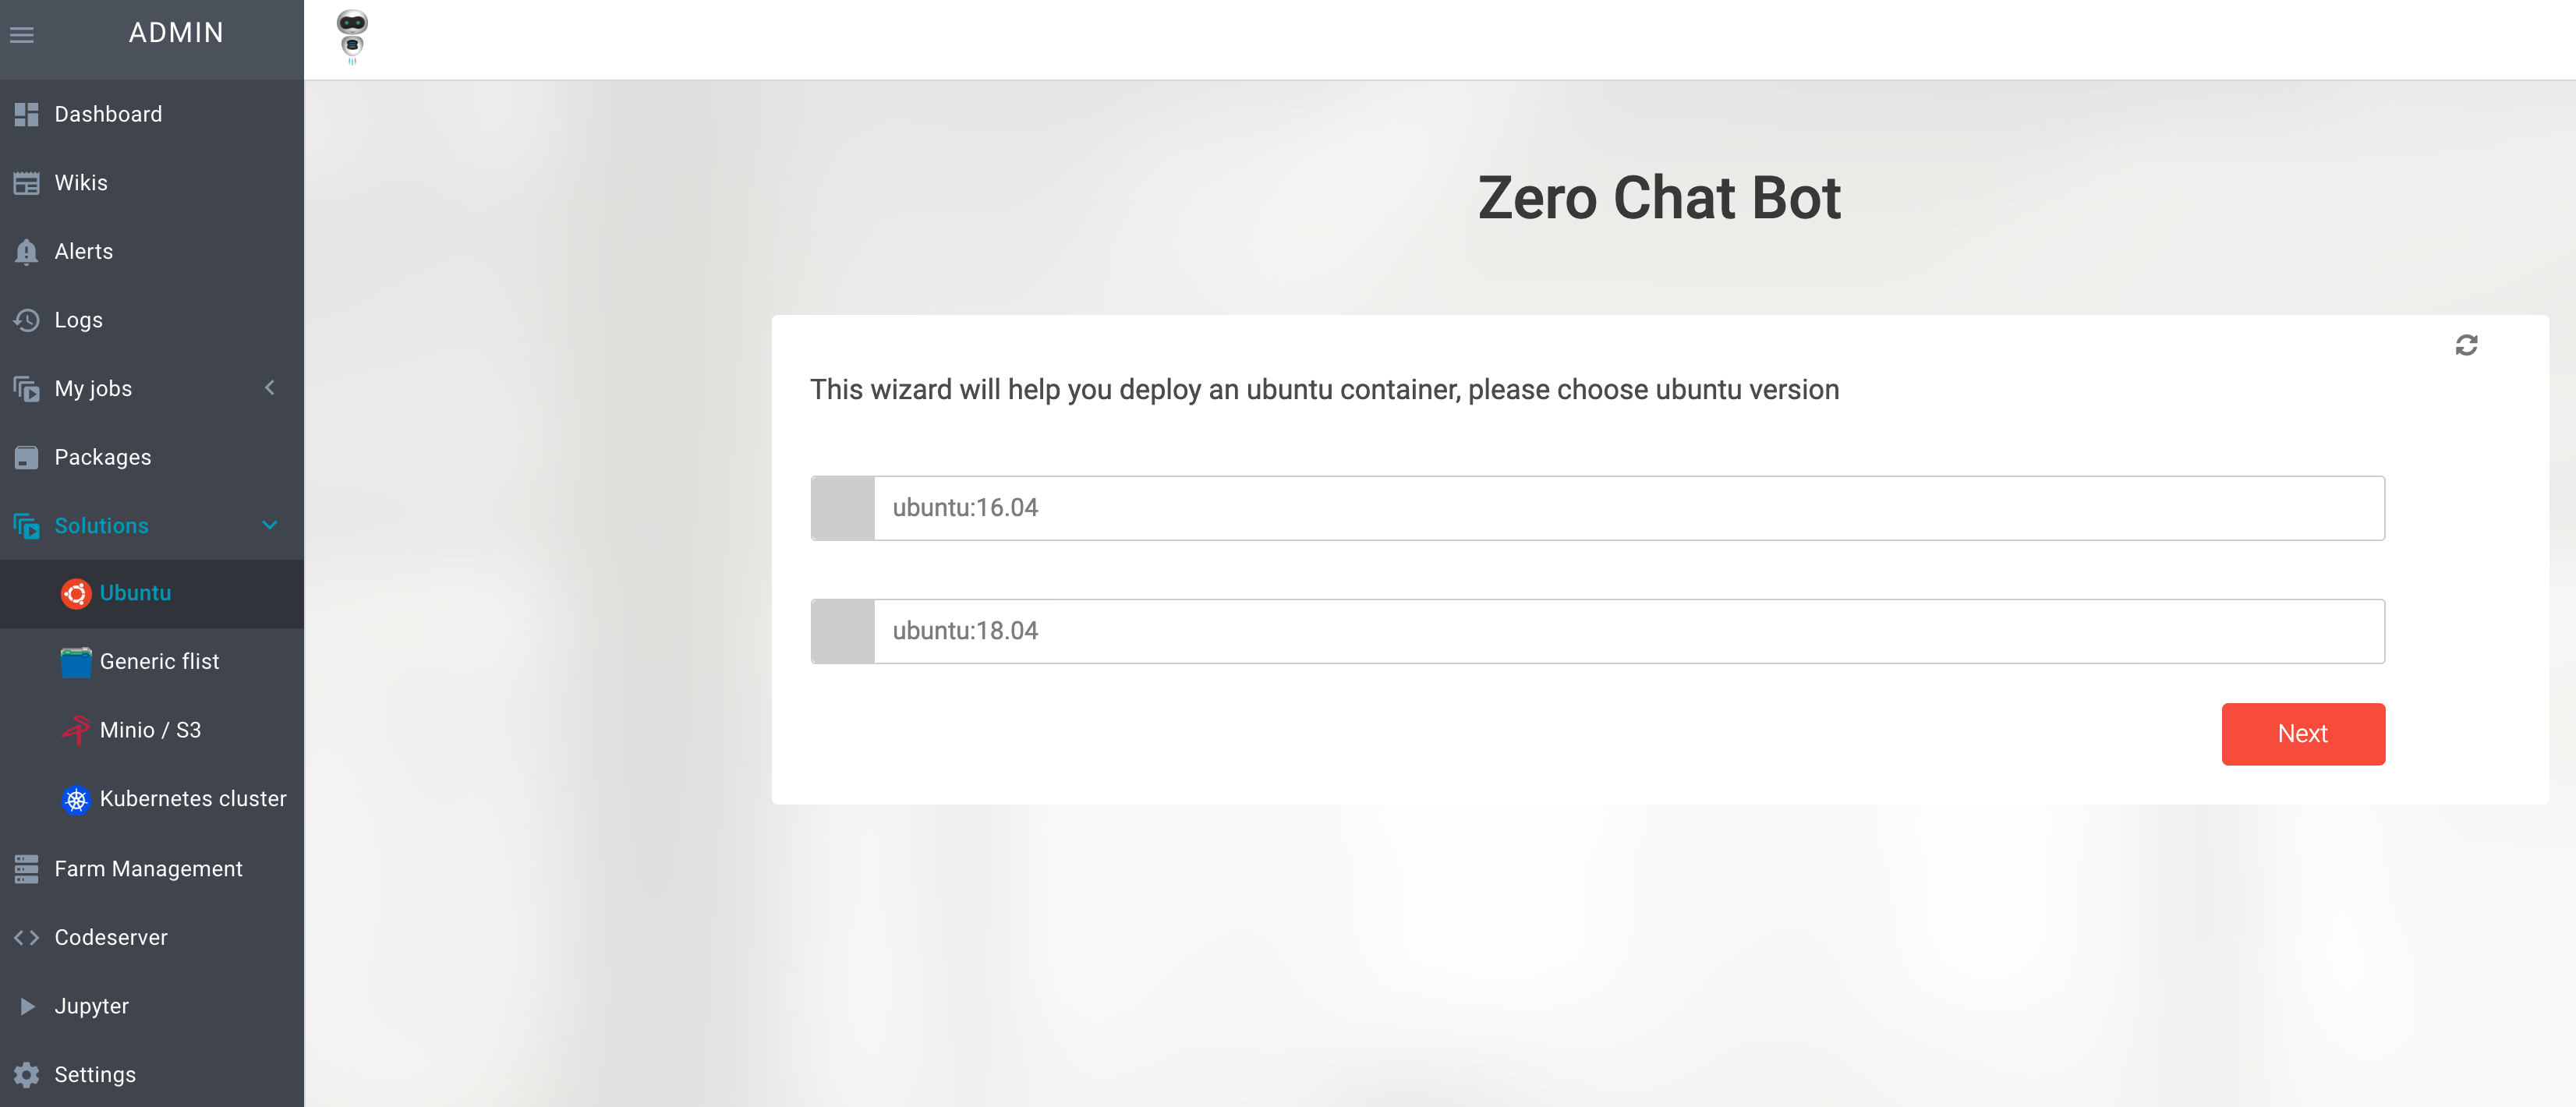 ADMIN
Dashboard
Wikis
Alerts
Logs
My jobs
Packages
Solutions
Ubuntu
Generic flist
Minio / S3
Kubernetes cluster
Farm Management
Codeserver
Jupyter
Settings
Zero Chat Bot
This wizard will help you deploy an ubuntu container, please choose ubuntu version
ubuntu:16.04
ubuntu:18.04
Next